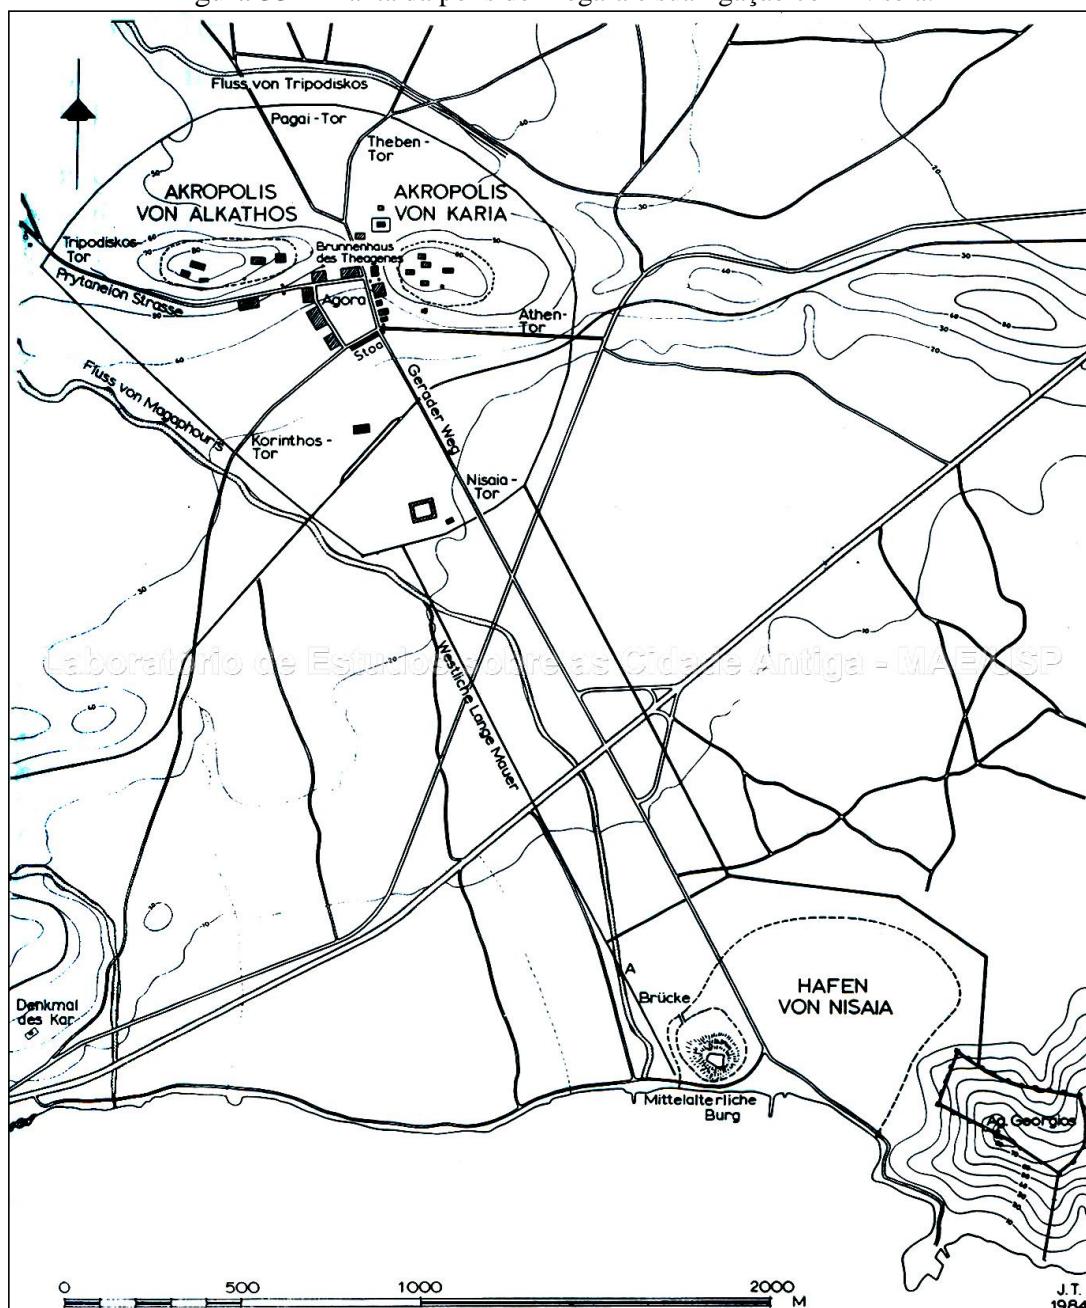 Fluss von Tripodiskos
Pagai-Tor
Theben-
Tor
AKROPOLIS
VON ALKATHOS
AKROPOLIS
VON KARIA
Tripodiskos-
Tor
Brunnenhaus
des Theagenes
Prytaneion Strasse
Agora
Athen-
Tor
Stoa
Fluss von Magaphouris
Gerader Weg
Korinthos-
Tor
Nisaia-
Tor
Laboratório de Estudos sobre as Cidade Antiga - MAE/USP
Westliche Lange Mauer
A
HAFEN
VON NISAIA
Brücke
Denkmal
des Kar
Mittelalterliche
Burg
Ag. Georgios
0 500 1000 2000
M
J.T.
1984